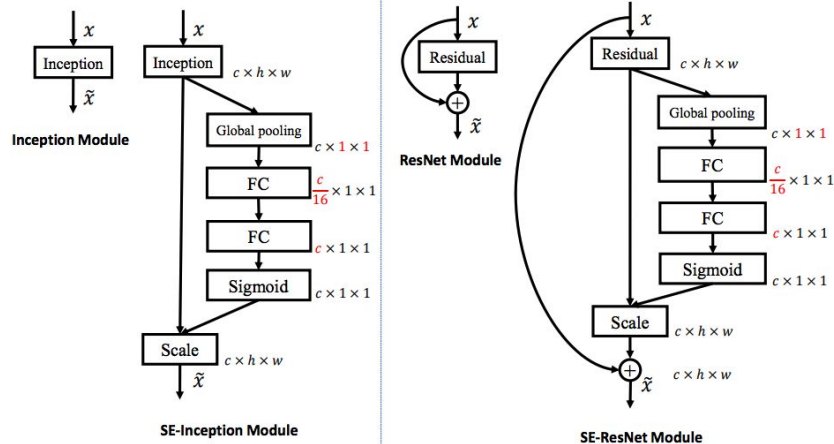 x
Inception
x̃
Inception Module
x
Inception
c × h × w
Global pooling
c × 1 × 1
FC
c/16 × 1 × 1
FC
c × 1 × 1
Sigmoid
c × 1 × 1
Scale
c × h × w
x̃
SE-Inception Module
x
Residual
+
x̃
ResNet Module
x
Residual
c × h × w
Global pooling
c × 1 × 1
FC
c/16 × 1 × 1
FC
c × 1 × 1
Sigmoid
c × 1 × 1
Scale
c × h × w
+
x̃
c × h × w
SE-ResNet Module